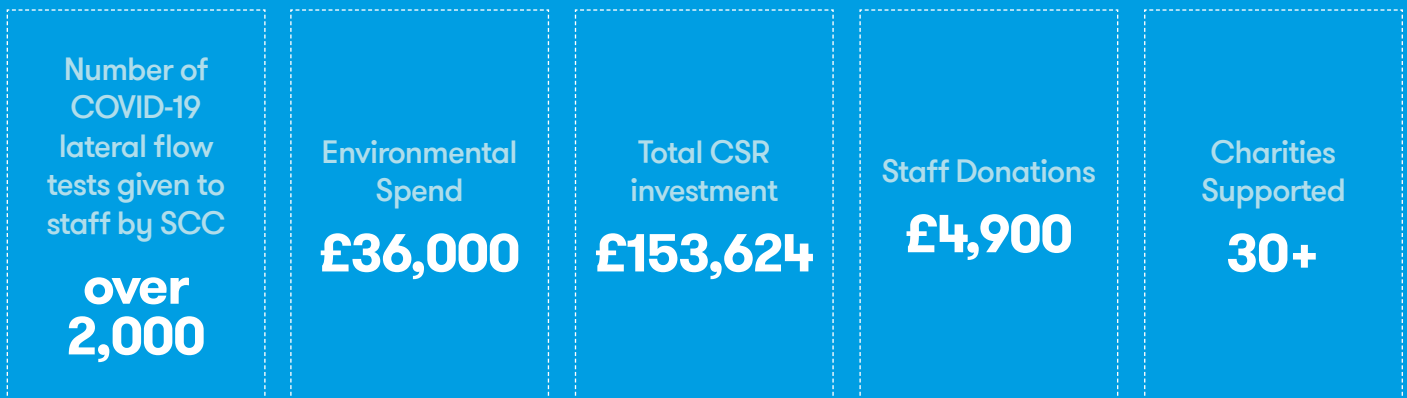 Number of
COVID-19
lateral flow
tests given to
staff by SCC
over
2,000
Environmental
Spend
£36,000
Total CSR
investment
£153,624
Staff Donations
£4,900
Charities
Supported
30+